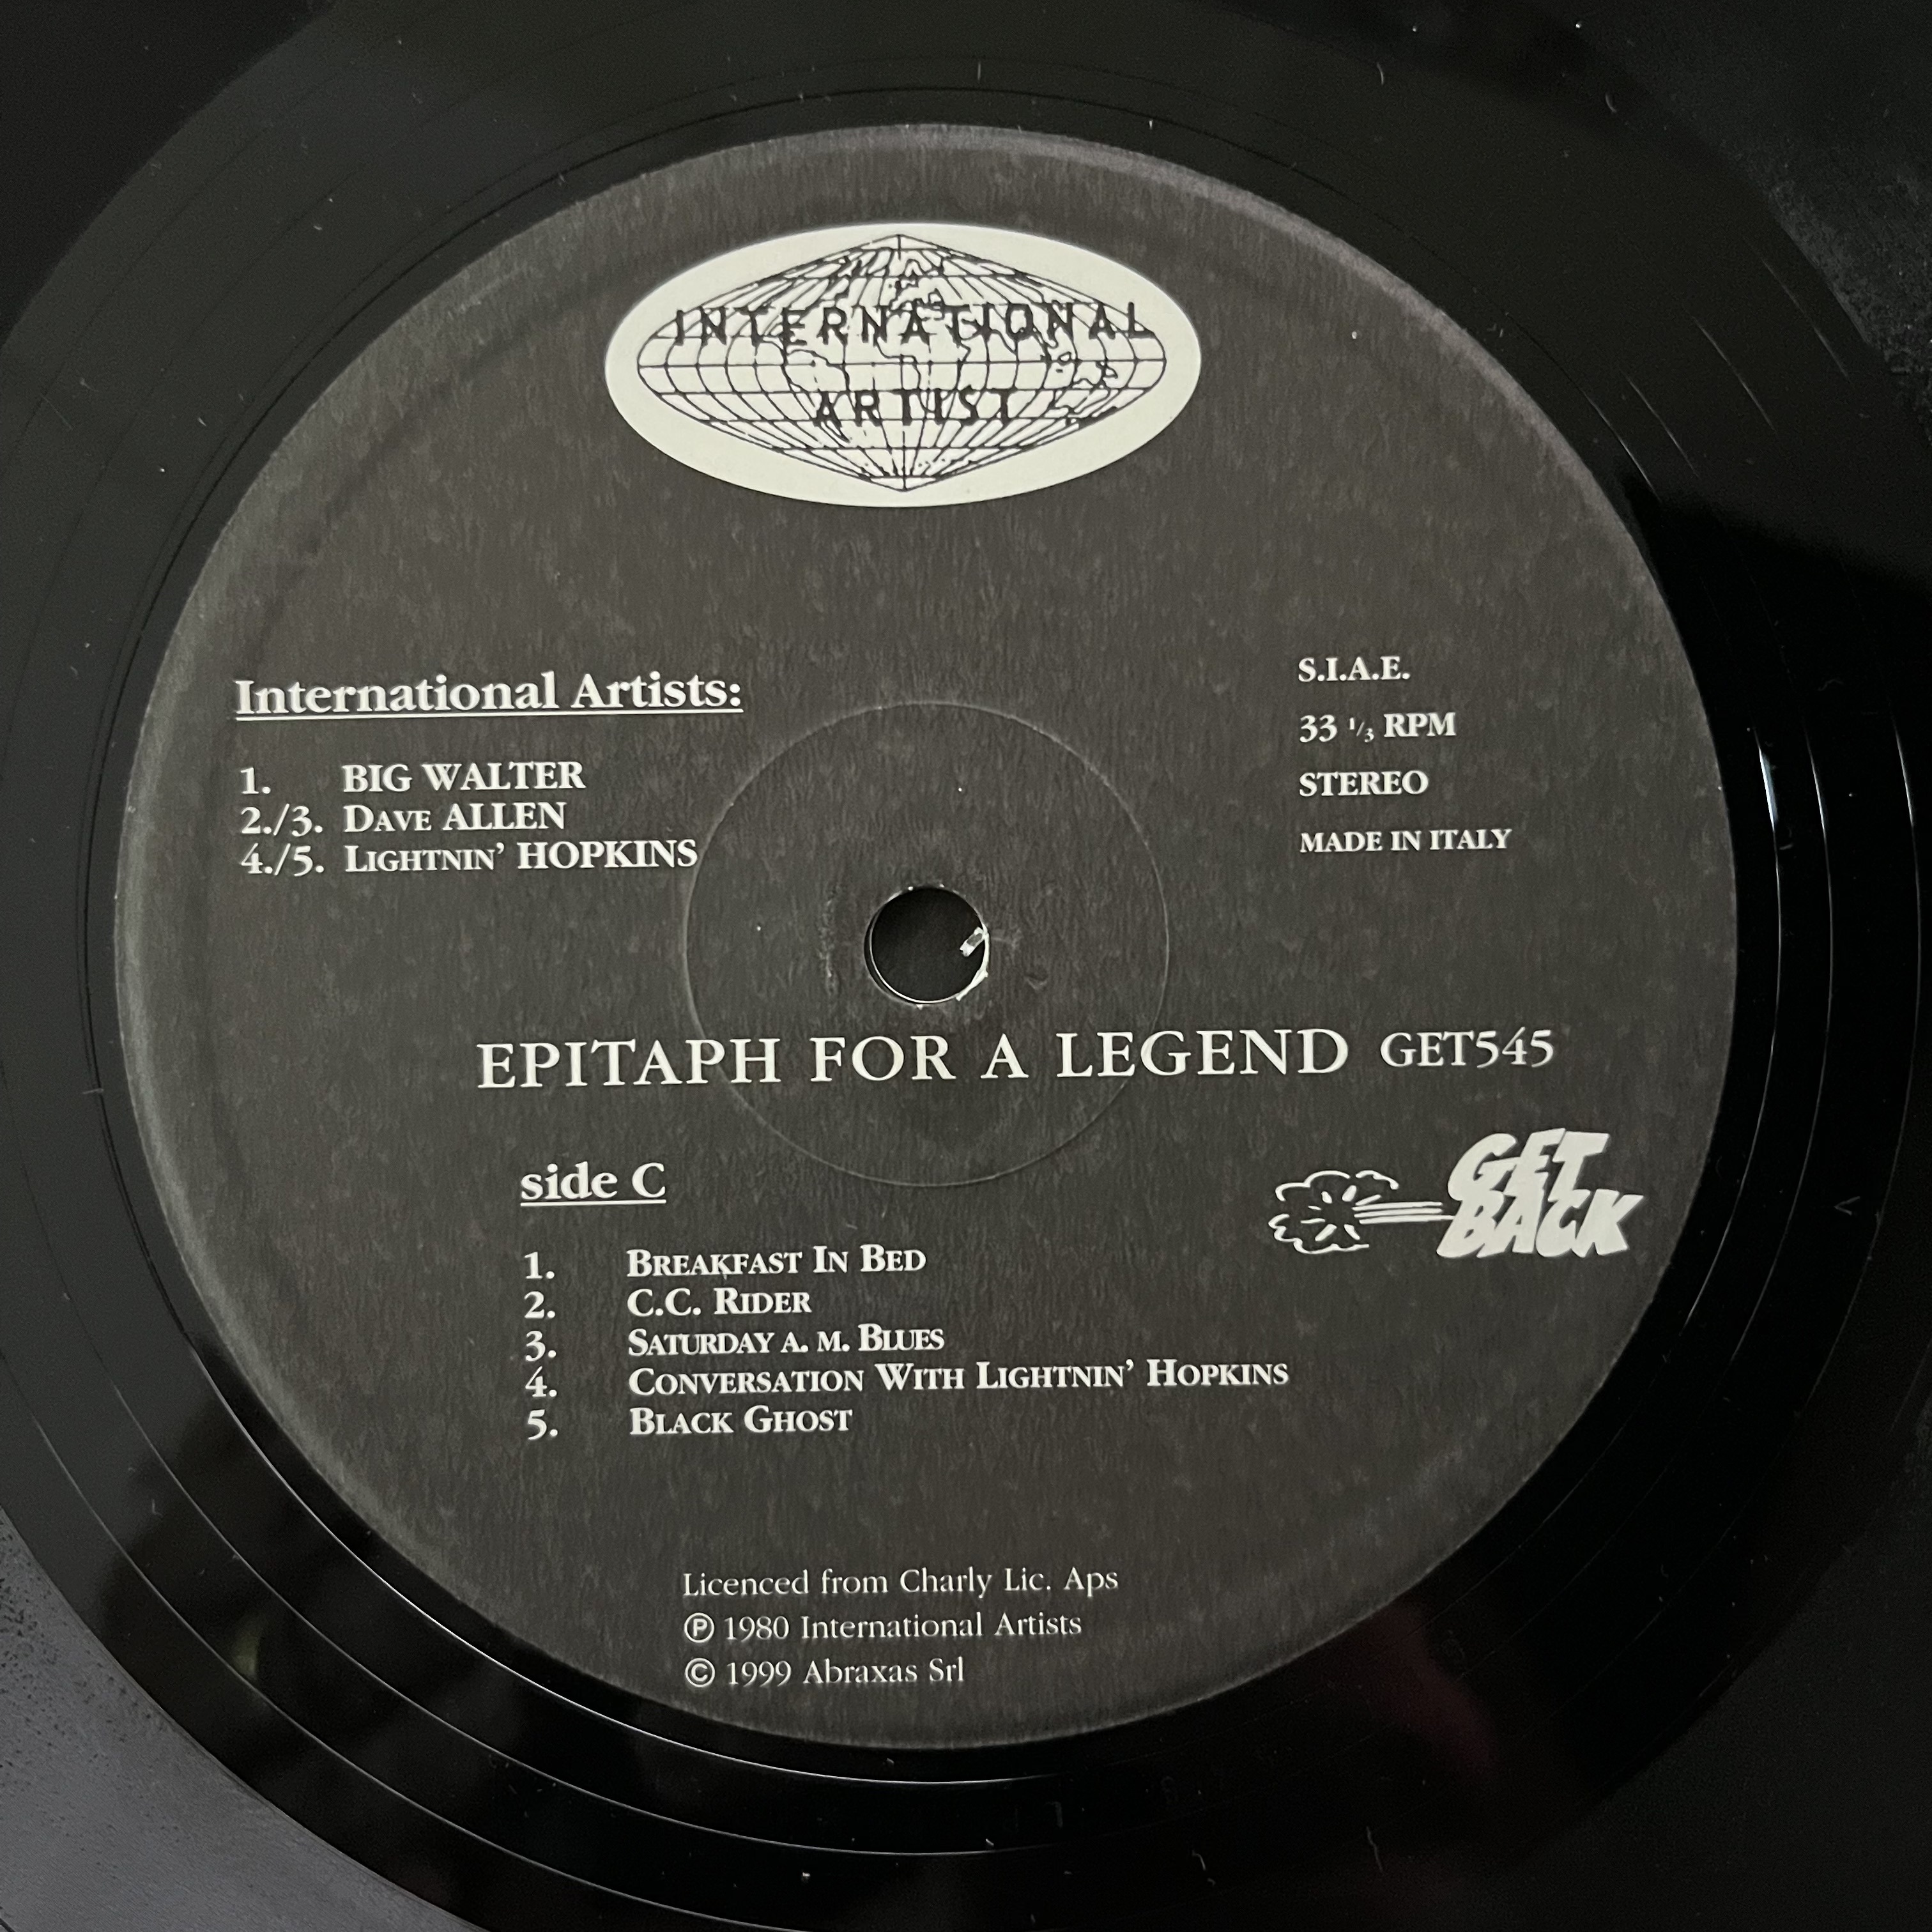 INTERNATIONAL
ARTIST
International Artists:
1. BIG WALTER
2./3. DAVE ALLEN
4./5. LIGHTNIN' HOPKINS
S.I.A.E.
33 1/3 RPM
STEREO
MADE IN ITALY
EPITAPH FOR A LEGEND GET545
side C
GET
BACK
1. BREAKFAST IN BED
2. C.C. RIDER
3. SATURDAY A. M. BLUES
4. CONVERSATION WITH LIGHTNIN' HOPKINS
5. BLACK GHOST
Licenced from Charly Lic. Aps
℗ 1980 International Artists
© 1999 Abraxas Srl